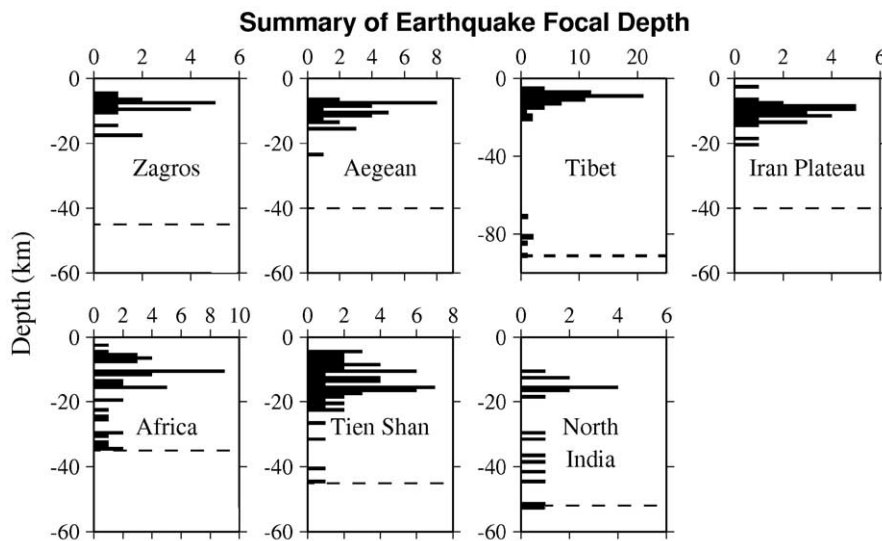 Summary of Earthquake Focal Depth
0 2 4 6
0 2 4 6 8
0 10 20
0 2 4 6
0
-20
-40
-60
Zagros
0
-20
-40
-60
Aegean
0
-40
-80
Tibet
0
-20
-40
-60
Iran Plateau
Depth (km)
0 2 4 6 8 10
0 2 4 6 8
0 2 4 6
0
-20
-40
-60
Africa
0
-20
-40
-60
Tien Shan
0
-20
-40
-60
North
India